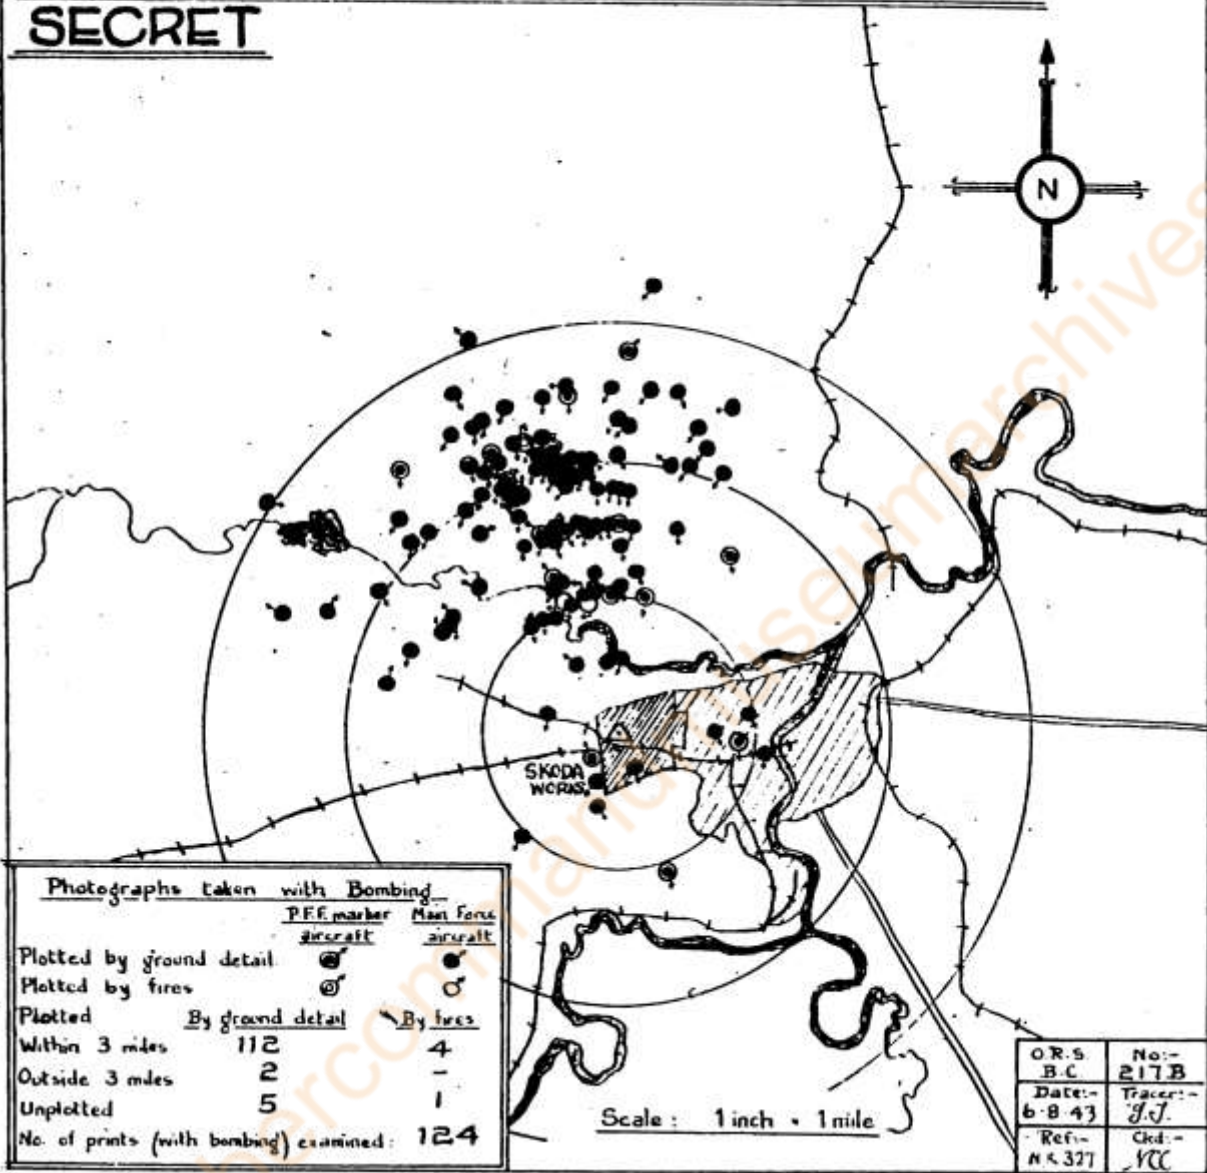 SECRET
N
SKODA
WORKS.
Photographs taken with Bombing
P.F.F. marker Main Force
aircraft aircraft
Plotted by ground detail
Plotted by fires
Plotted By ground detail By fires
Within 3 miles 112 4
Outside 3 miles 2 -
Unplotted 5 1
No. of prints (with bombing) examined: 124
Scale: 1 inch = 1 mile
O.R.S. No:-
B.C. 217B
Date:- Tracer:-
6·8·43 J.J.
Ref:- Ckd:-